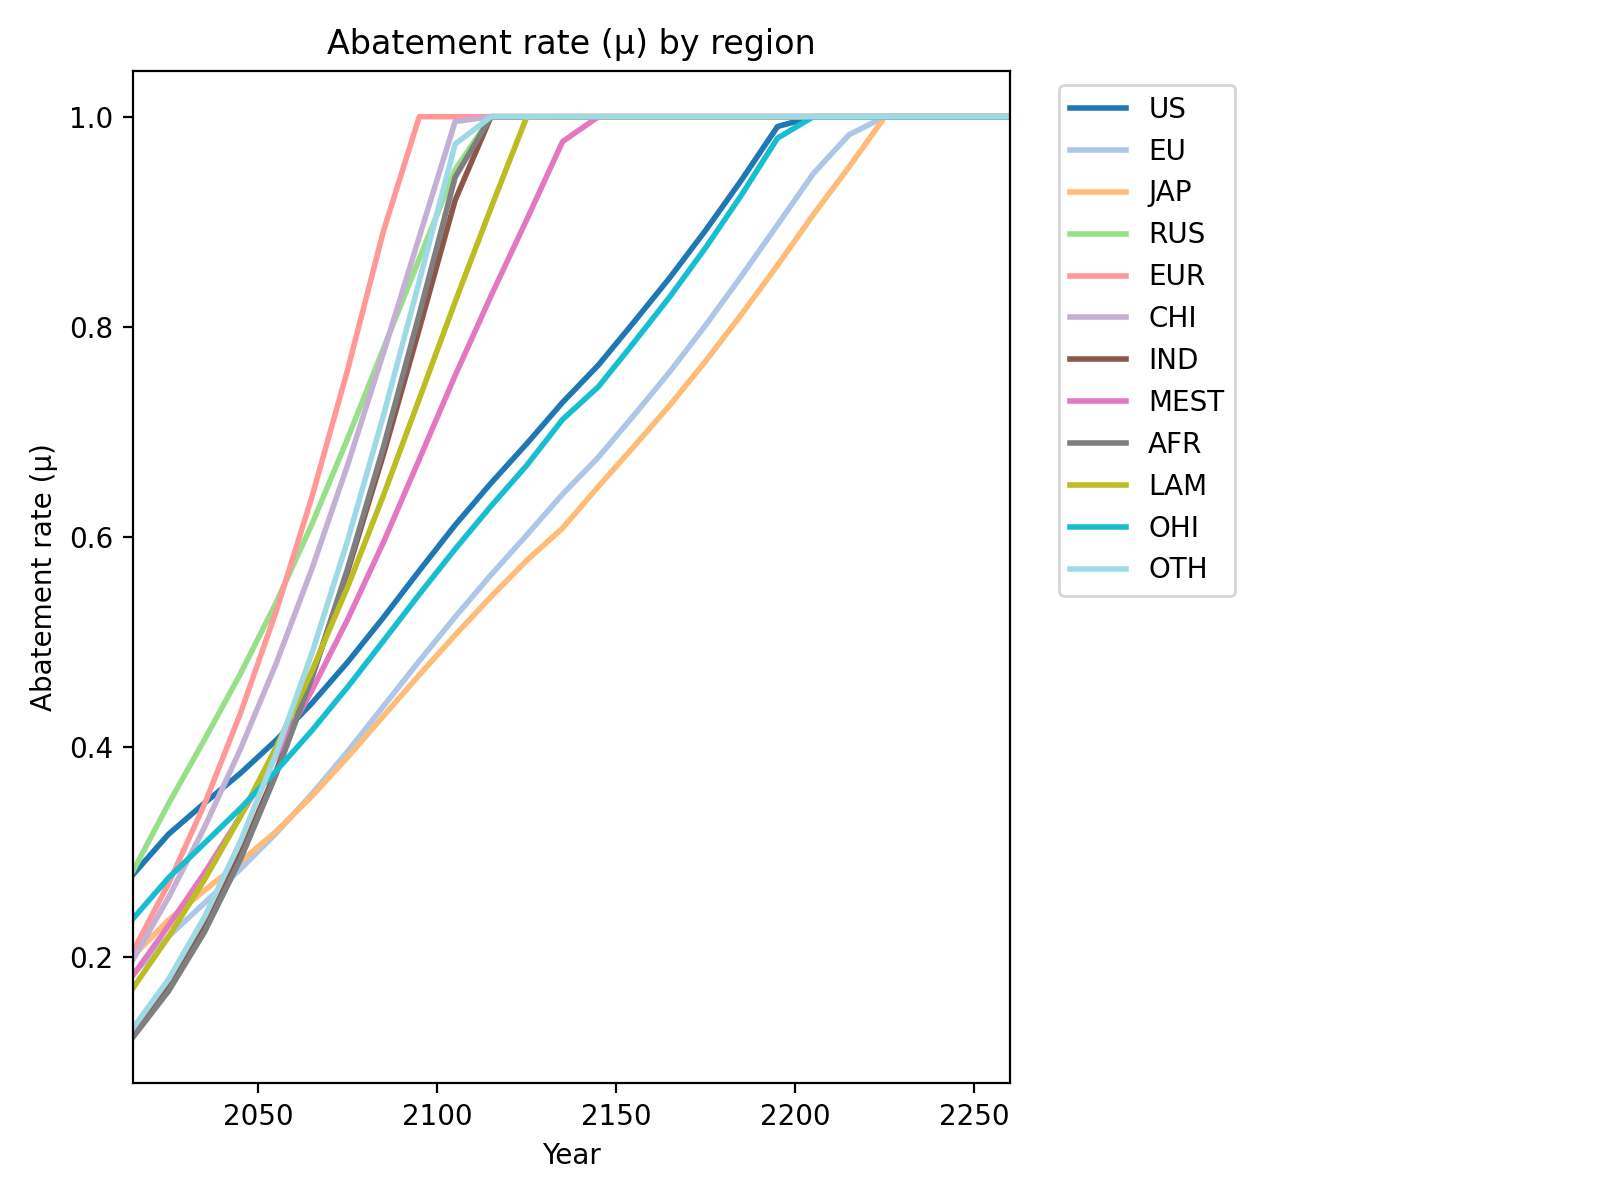 Abatement rate (μ) by region
Abatement rate (μ)
1.0
0.8
0.6
0.4
0.2
2050
2100
2150
2200
2250
Year
US
EU
JAP
RUS
EUR
CHI
IND
MEST
AFR
LAM
OHI
OTH